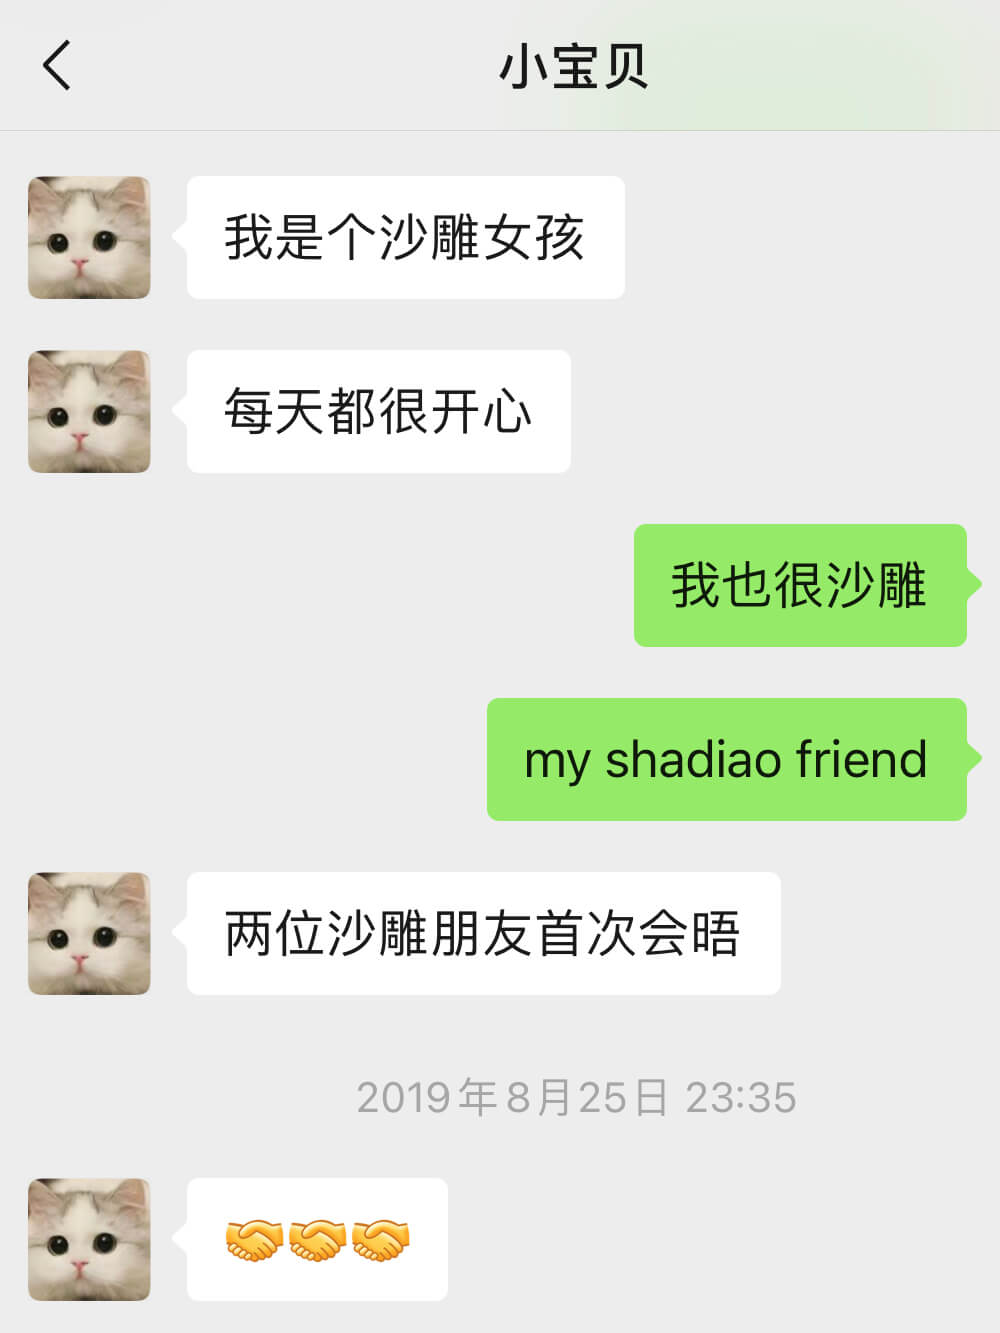 小宝贝
我是个沙雕女孩
每天都很开心
我也很沙雕
my shadiao friend
两位沙雕朋友首次会晤
2019年8月25日 23:35
🤝🤝🤝